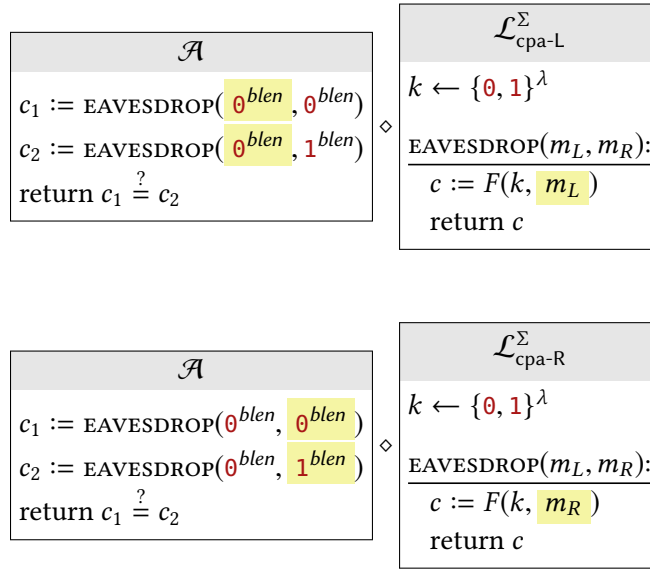 𝒜
c₁ := EAVESDROP( 0^blen , 0^blen)
c₂ := EAVESDROP( 0^blen , 1^blen)
return c₁ ≟ c₂
⋄
ℒ^Σ_cpa-L
k ← {0, 1}^λ
EAVESDROP(m_L, m_R):
c := F(k, m_L )
return c
𝒜
c₁ := EAVESDROP(0^blen, 0^blen )
c₂ := EAVESDROP(0^blen, 1^blen )
return c₁ ≟ c₂
⋄
ℒ^Σ_cpa-R
k ← {0, 1}^λ
EAVESDROP(m_L, m_R):
c := F(k, m_R )
return c